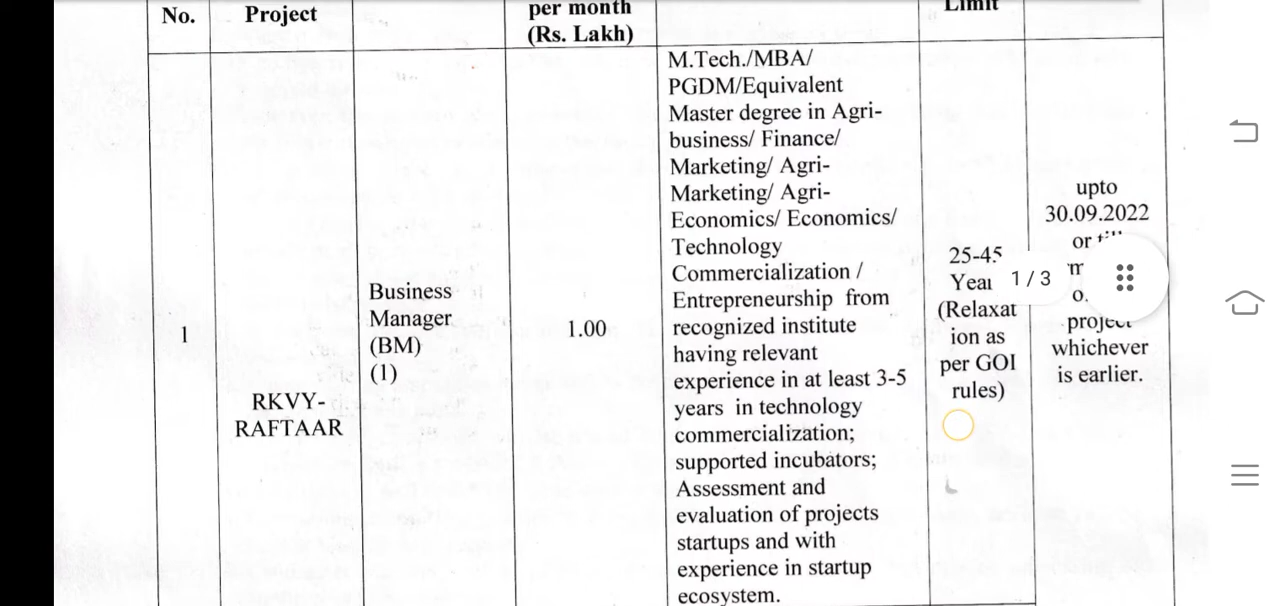 No.
Project
per month
(Rs. Lakh)
Limit
1
RKVY-
RAFTAAR
Business
Manager
(BM)
(1)
1.00
M.Tech./MBA/
PGDM/Equivalent
Master degree in Agri-
business/ Finance/
Marketing/ Agri-
Marketing/ Agri-
Economics/ Economics/
Technology
Commercialization /
Entrepreneurship from
recognized institute
having relevant
experience in at least 3-5
years in technology
commercialization;
supported incubators;
Assessment and
evaluation of projects
startups and with
experience in startup
ecosystem.
25-45
(Relaxat
ion as
per GOI
rules)
upto
30.09.2022
or
project
whichever
is earlier.
1 / 3